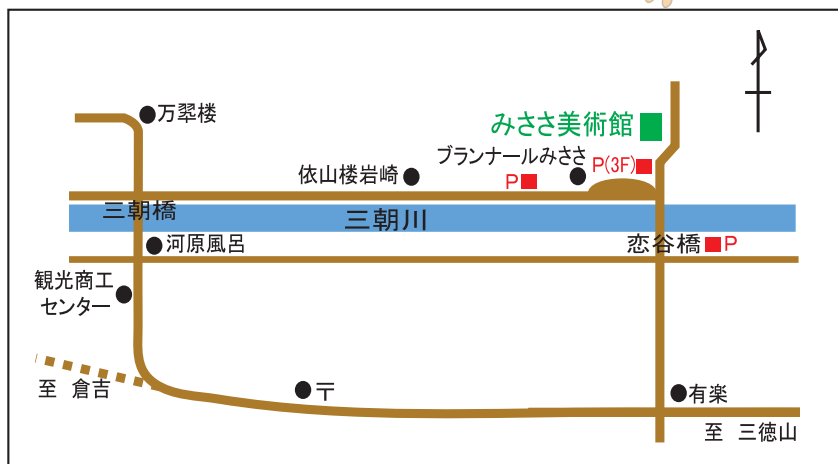 万翆楼
みささ美術館
ブランナールみささ
P(3F)
依山楼岩崎
P
三朝橋
三朝川
河原風呂
恋谷橋
P
観光商工
センター
至 倉吉
〒
有楽
至 三徳山